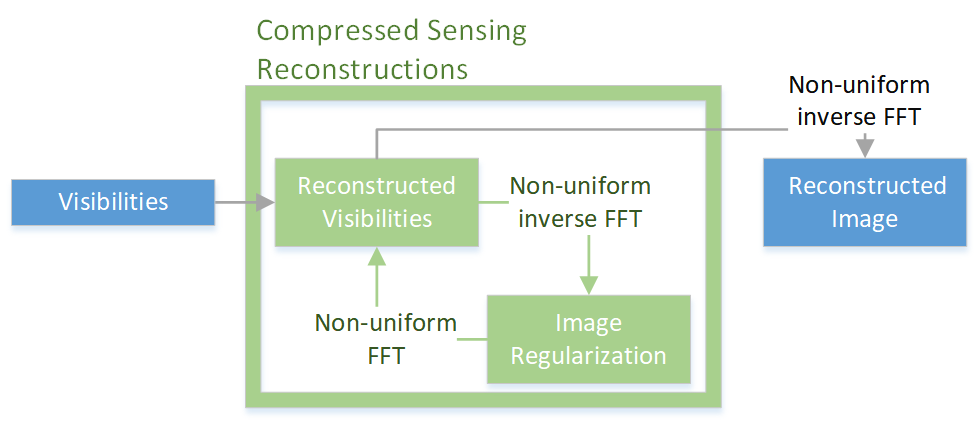 Compressed Sensing
Reconstructions
Non-uniform
inverse FFT
Visibilities
Reconstructed
Visibilities
Non-uniform
inverse FFT
Reconstructed
Image
Non-uniform
FFT
Image
Regularization